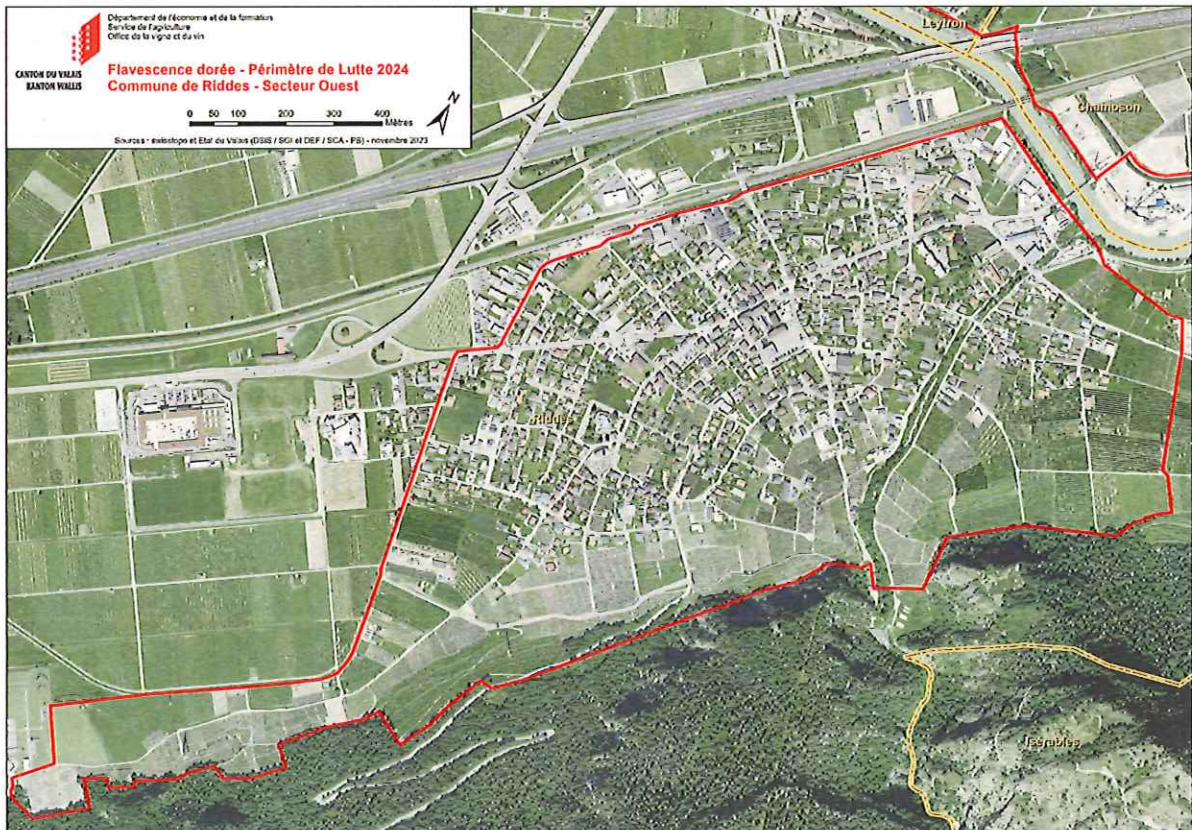 Département de l'économie et de la formation
Service de l'agriculture
Office de la vigne et du vin
CANTON DU VALAIS
KANTON WALLIS
Flavescence dorée - Périmètre de Lutte 2024
Commune de Riddes - Secteur Ouest
N
0 50 100 200 300 400
Mètres
Sources : swisstopo et Etat du Valais (DSIS / SGI et DEF / SCA - PS) - novembre 2023
Leytron
Chamoson
Riddes
Isérables